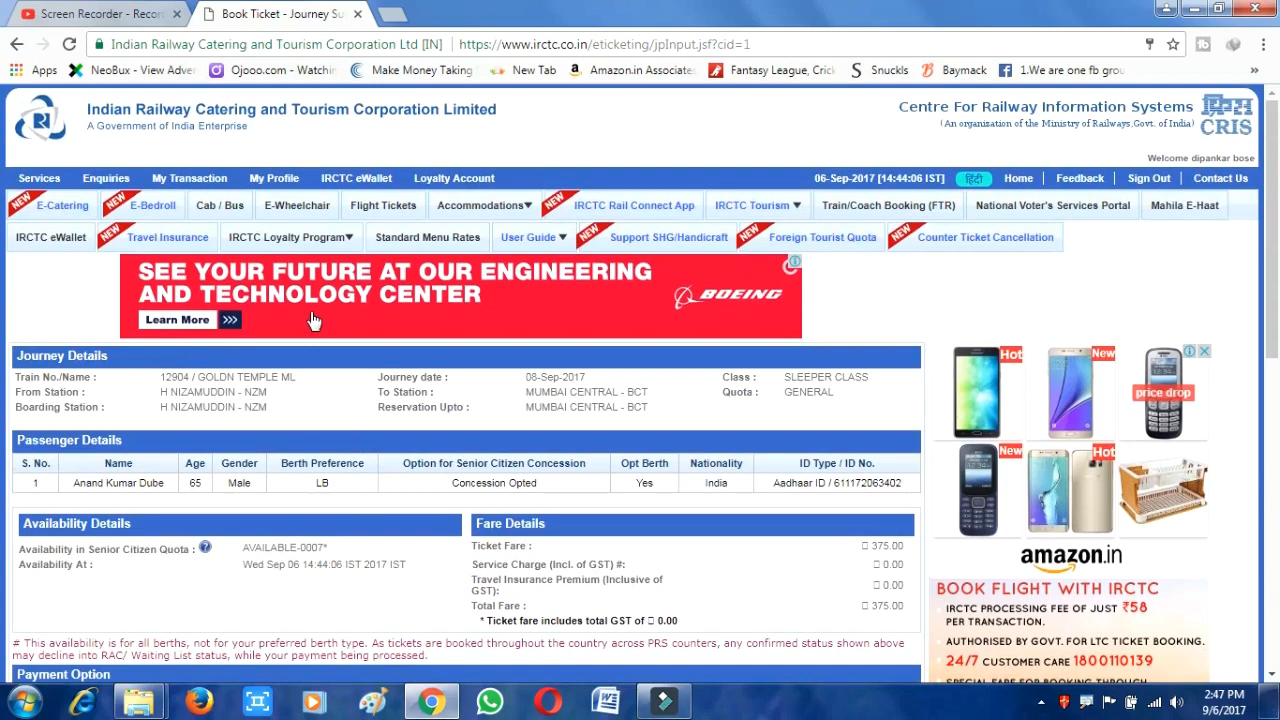 Screen Recorder - Recor
Book Ticket - Journey Su
Indian Railway Catering and Tourism Corporation Ltd [IN] https://www.irctc.co.in/eticketing/jpInput.jsf?cid=1
Apps NeoBux - View Adver Ojooo.com - Watchin Make Money Taking New Tab Amazon.in Associate Fantasy League, Crick Snuckls Baymack 1.We are one fb grou »
Indian Railway Catering and Tourism Corporation Limited
A Government of India Enterprise
Centre For Railway Information Systems
(An organization of the Ministry of Railways,Govt. of India)
CRIS
Welcome dipankar bose
Services Enquiries My Transaction My Profile IRCTC eWallet Loyalty Account 06-Sep-2017 [14:44:06 IST] हिंदी Home Feedback Sign Out Contact Us
NEW E-Catering NEW E-Bedroll Cab / Bus E-Wheelchair Flight Tickets Accommodations▼ NEW IRCTC Rail Connect App IRCTC Tourism ▼ Train/Coach Booking (FTR) National Voter's Services Portal Mahila E-Haat
IRCTC eWallet NEW Travel Insurance IRCTC Loyalty Program▼ Standard Menu Rates User Guide ▼ NEW Support SHG/Handicraft NEW Foreign Tourist Quota NEW Counter Ticket Cancellation
SEE YOUR FUTURE AT OUR ENGINEERING
AND TECHNOLOGY CENTER
Learn More >>>
BOEING
Journey Details
Train No./Name : 12904 / GOLDN TEMPLE ML Journey date : 08-Sep-2017 Class : SLEEPER CLASS
From Station : H NIZAMUDDIN - NZM To Station : MUMBAI CENTRAL - BCT Quota : GENERAL
Boarding Station : H NIZAMUDDIN - NZM Reservation Upto : MUMBAI CENTRAL - BCT
Passenger Details
S. No. Name Age Gender Berth Preference Option for Senior Citizen Concession Opt Berth Nationality ID Type / ID No.
1 Anand Kumar Dube 65 Male LB Concession Opted Yes India Aadhaar ID / 611172063402
Availability Details
Availability in Senior Citizen Quota : AVAILABLE-0007*
Availability At : Wed Sep 06 14:44:06 IST 2017 IST
Fare Details
Ticket Fare : 375.00
Service Charge (Incl. of GST) #: 0.00
Travel Insurance Premium (Inclusive of
GST): 0.00
Total Fare : 375.00
* Ticket fare includes total GST of 0.00
# This availability is for all berths, not for your preferred berth type. As tickets are booked throughout the country across PRS counters, any confirmed status shown above
may decline into RAC/ Waiting List status, while your payment being processed.
Payment Option
Hot
New
price drop
New
Hot
amazon.in
BOOK FLIGHT WITH IRCTC
IRCTC PROCESSING FEE OF JUST ₹58
PER TRANSACTION.
AUTHORISED BY GOVT. FOR LTC TICKET BOOKING.
24/7 CUSTOMER CARE 1800110139
SPECIAL FARE FOR BOOKING THROUGH
2:47 PM
9/6/2017